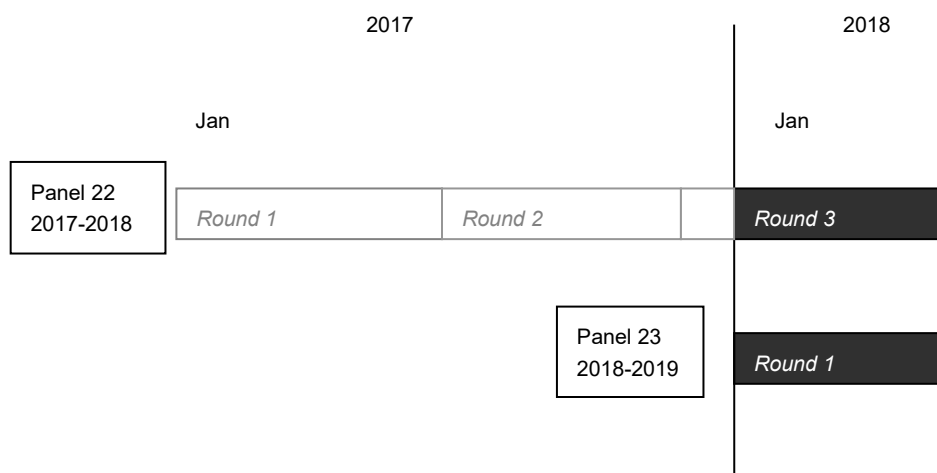 2017 2018
Jan Jan
Panel 22
2017-2018
Round 1 Round 2 Round 3
Panel 23
2018-2019
Round 1